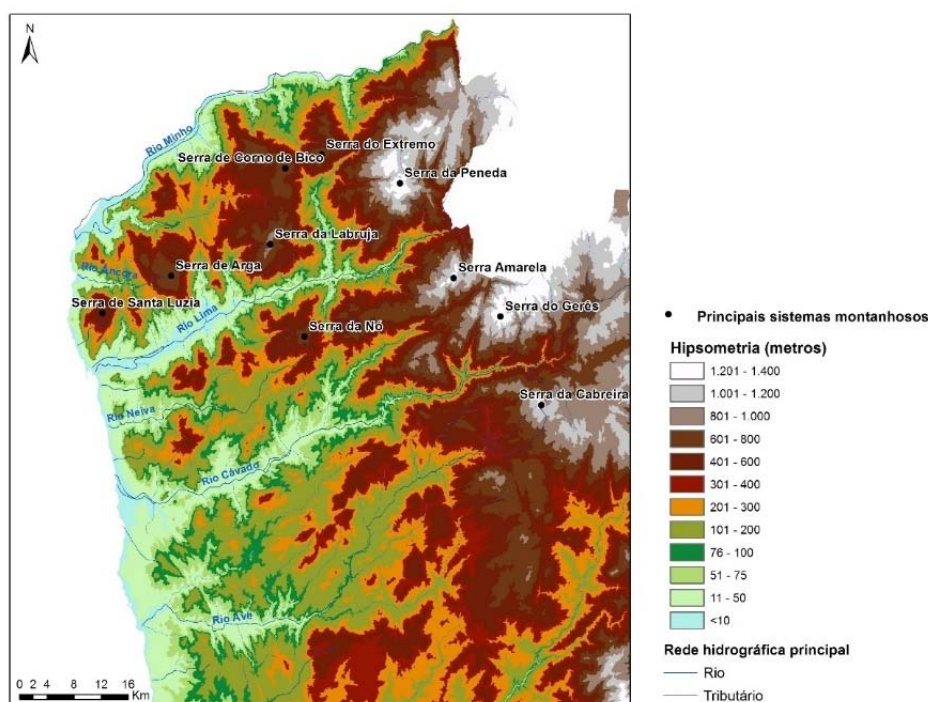 N
Rio Minho
Serra do Extremo
Serra de Corno de Bico
Serra da Peneda
Serra da Labruja
Rio Âncora
Serra de Arga
Serra Amarela
Serra de Santa Luzia
Rio Lima
Serra do Gerês
Serra da Nó
Serra da Cabreira
Rio Neiva
Rio Cávado
Rio Ave
0 2 4 8 12 16
Km
Principais sistemas montanhosos
Hipsometria (metros)
1.201 - 1.400
1.001 - 1.200
801 - 1.000
601 - 800
401 - 600
301 - 400
201 - 300
101 - 200
76 - 100
51 - 75
11 - 50
<10
Rede hidrográfica principal
Rio
Tributário